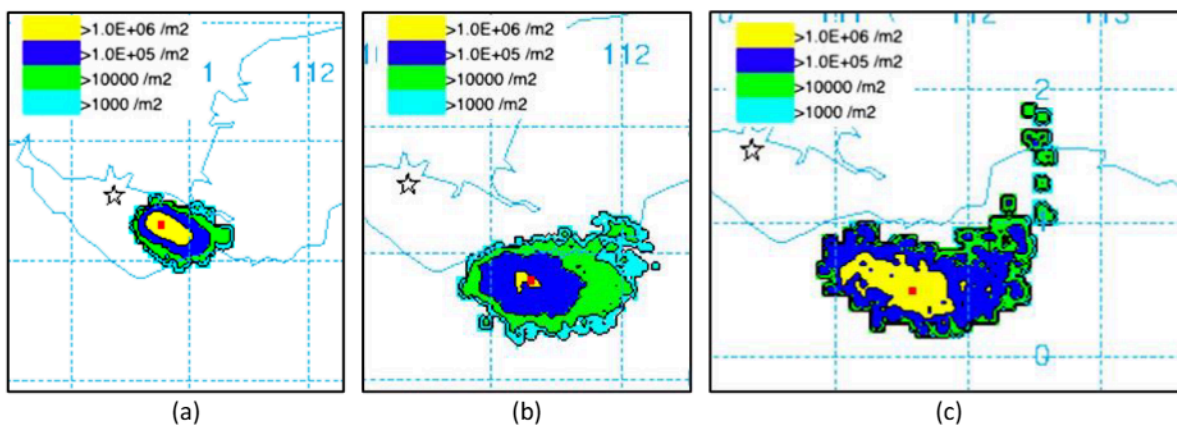 >1.0E+06 /m2
>1.0E+05 /m2
>10000 /m2
>1000 /m2
1
112
(a)
>1.0E+06 /m2
>1.0E+05 /m2
>10000 /m2
>1000 /m2
112
(b)
>1.0E+06 /m2
>1.0E+05 /m2
>10000 /m2
>1000 /m2
112
113
2
1
0
(c)